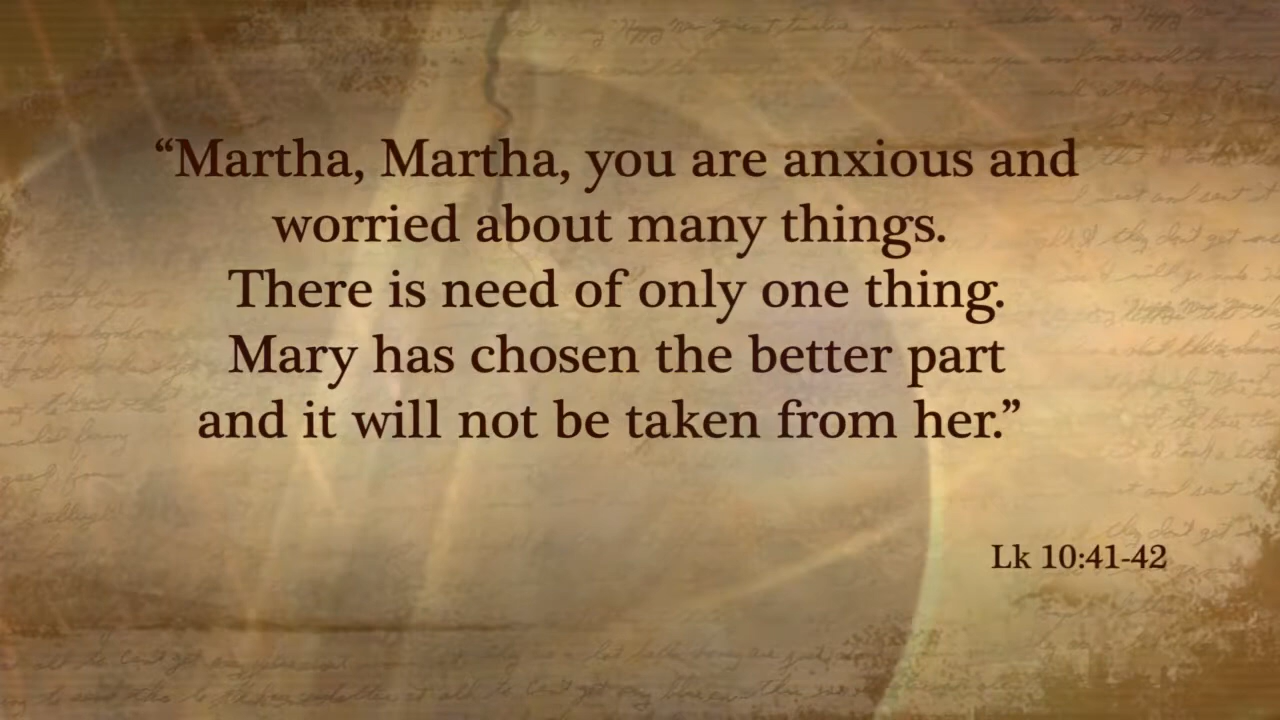 “Martha, Martha, you are anxious and
worried about many things.
There is need of only one thing.
Mary has chosen the better part
and it will not be taken from her.”
Lk 10:41-42